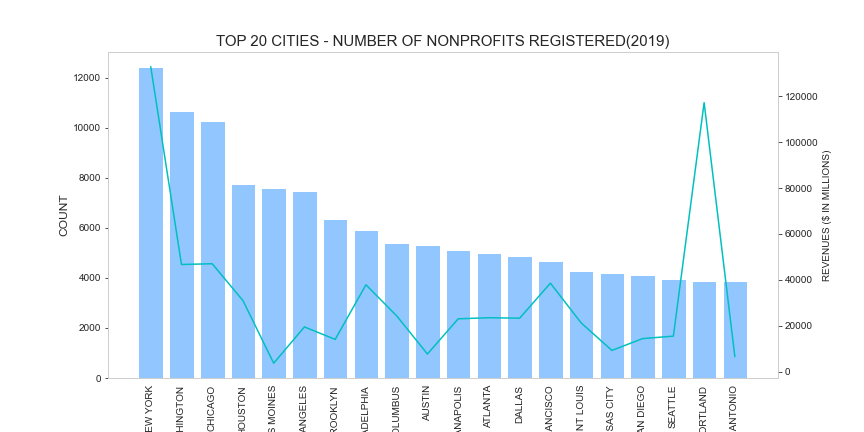 TOP 20 CITIES - NUMBER OF NONPROFITS REGISTERED(2019)
COUNT
12000
10000
8000
6000
4000
2000
0
REVENUES ($ IN MILLIONS)
120000
100000
80000
60000
40000
20000
0
EW YORK
HINGTON
CHICAGO
HOUSTON
S MOINES
ANGELES
ROOKLYN
ADELPHIA
OLUMBUS
AUSTIN
ANAPOLIS
ATLANTA
DALLAS
ANCISCO
NT LOUIS
SAS CITY
AN DIEGO
SEATTLE
ORTLAND
ANTONIO